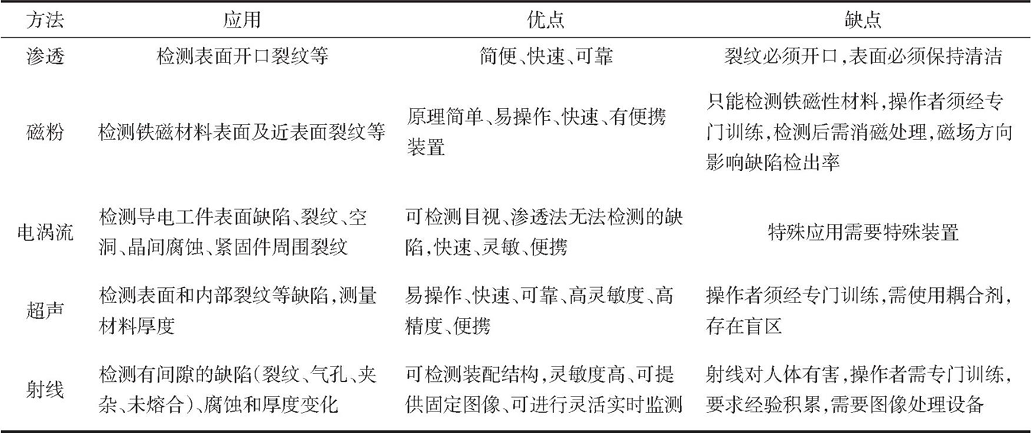 方法 应用 优点 缺点
渗透 检测表面开口裂纹等 简便、快速、可靠 裂纹必须开口,表面必须保持清洁
磁粉 检测铁磁材料表面及近表面裂纹等
原理简单、易操作、快速、有便携
装置
只能检测铁磁性材料,操作者须经专
门训练,检测后需消磁处理,磁场方向
影响缺陷检出率
电涡流
检测导电工件表面缺陷、裂纹、空
洞、晶间腐蚀、紧固件周围裂纹
可检测目视、渗透法无法检测的缺
陷,快速、灵敏、便携
特殊应用需要特殊装置
超声
检测表面和内部裂纹等缺陷,测量
材料厚度
易操作、快速、可靠、高灵敏度、高
精度、便携
操作者须经专门训练,需使用耦合剂,
存在盲区
射线
检测有间隙的缺陷(裂纹、气孔、夹
杂、未熔合)、腐蚀和厚度变化
可检测装配结构,灵敏度高、可提
供固定图像、可进行灵活实时监测
射线对人体有害,操作者需专门训练,
要求经验积累,需要图像处理设备